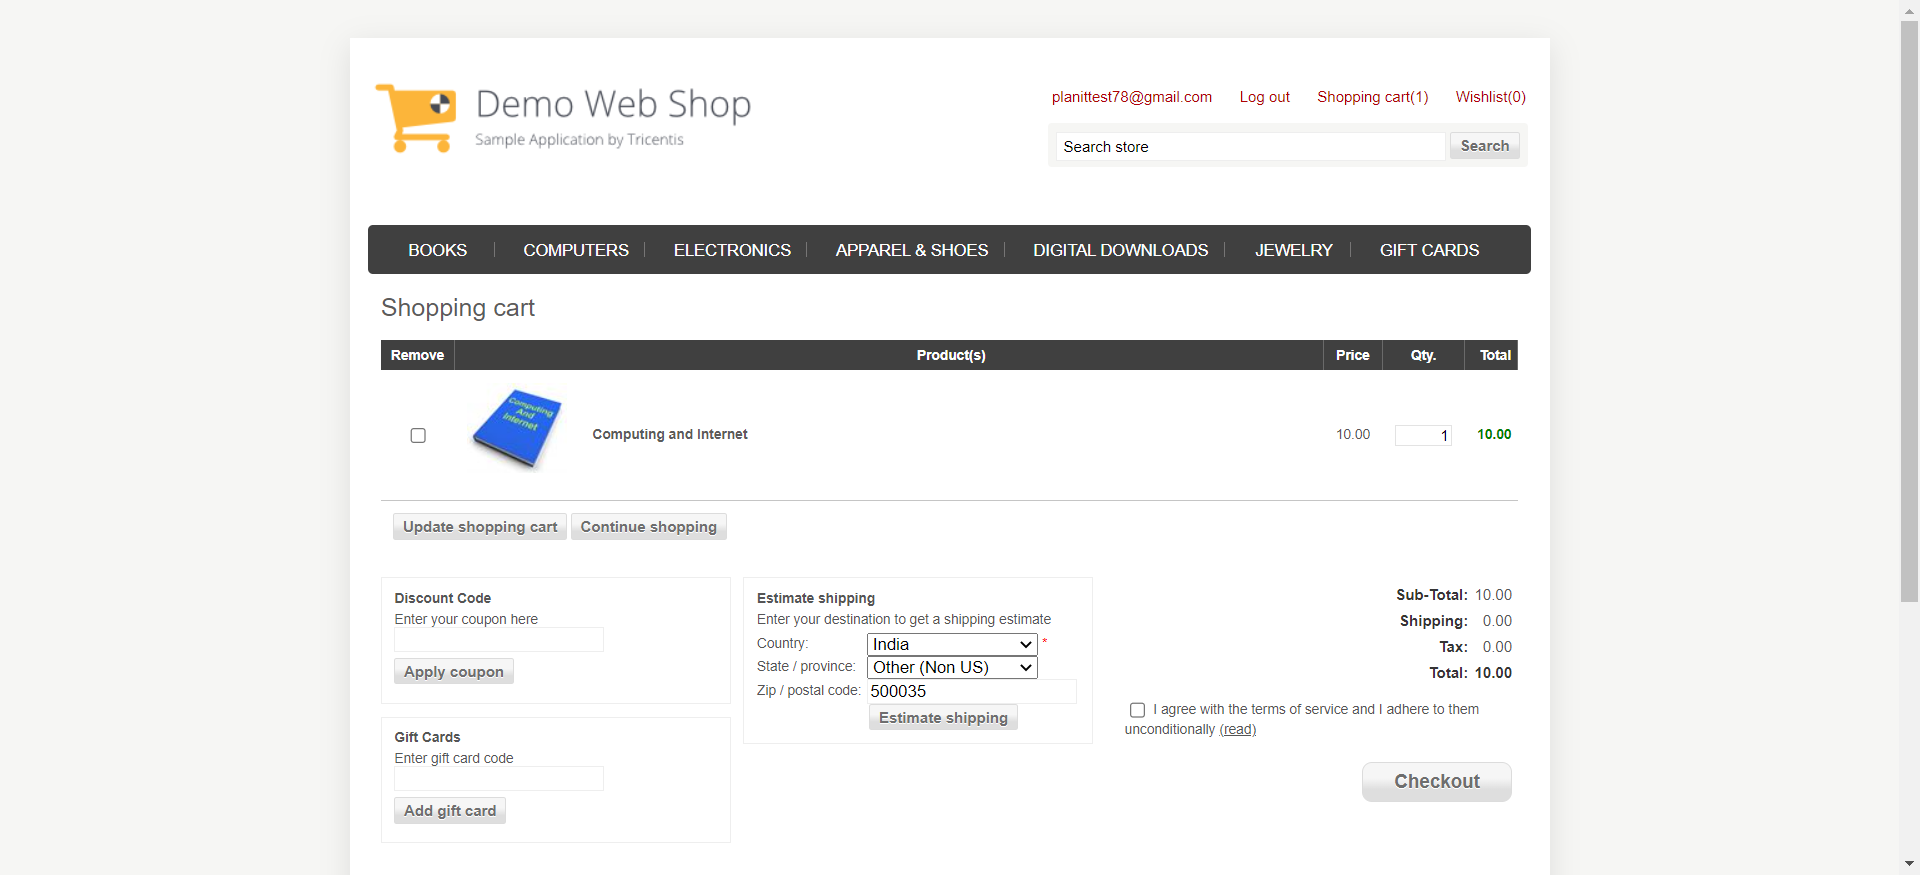 Demo Web Shop
Sample Application by Tricentis
planittest78@gmail.com Log out Shopping cart(1) Wishlist(0)
Search store Search
BOOKS COMPUTERS ELECTRONICS APPAREL & SHOES DIGITAL DOWNLOADS JEWELRY GIFT CARDS
Shopping cart
Remove Product(s) Price Qty. Total
Computing
And
Internet
Computing and Internet 10.00 1 10.00
Update shopping cart Continue shopping
Discount Code
Enter your coupon here
Apply coupon
Gift Cards
Enter gift card code
Add gift card
Estimate shipping
Enter your destination to get a shipping estimate
Country: India *
State / province: Other (Non US)
Zip / postal code: 500035
Estimate shipping
Sub-Total: 10.00
Shipping: 0.00
Tax: 0.00
Total: 10.00
I agree with the terms of service and I adhere to them
unconditionally (read)
Checkout